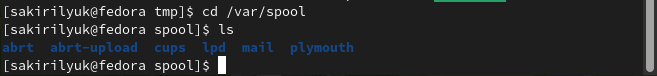 [sakirilyuk@fedora tmp]$ cd /var/spool
[sakirilyuk@fedora spool]$ ls
abrt  abrt-upload  cups  lpd  mail  plymouth
[sakirilyuk@fedora spool]$